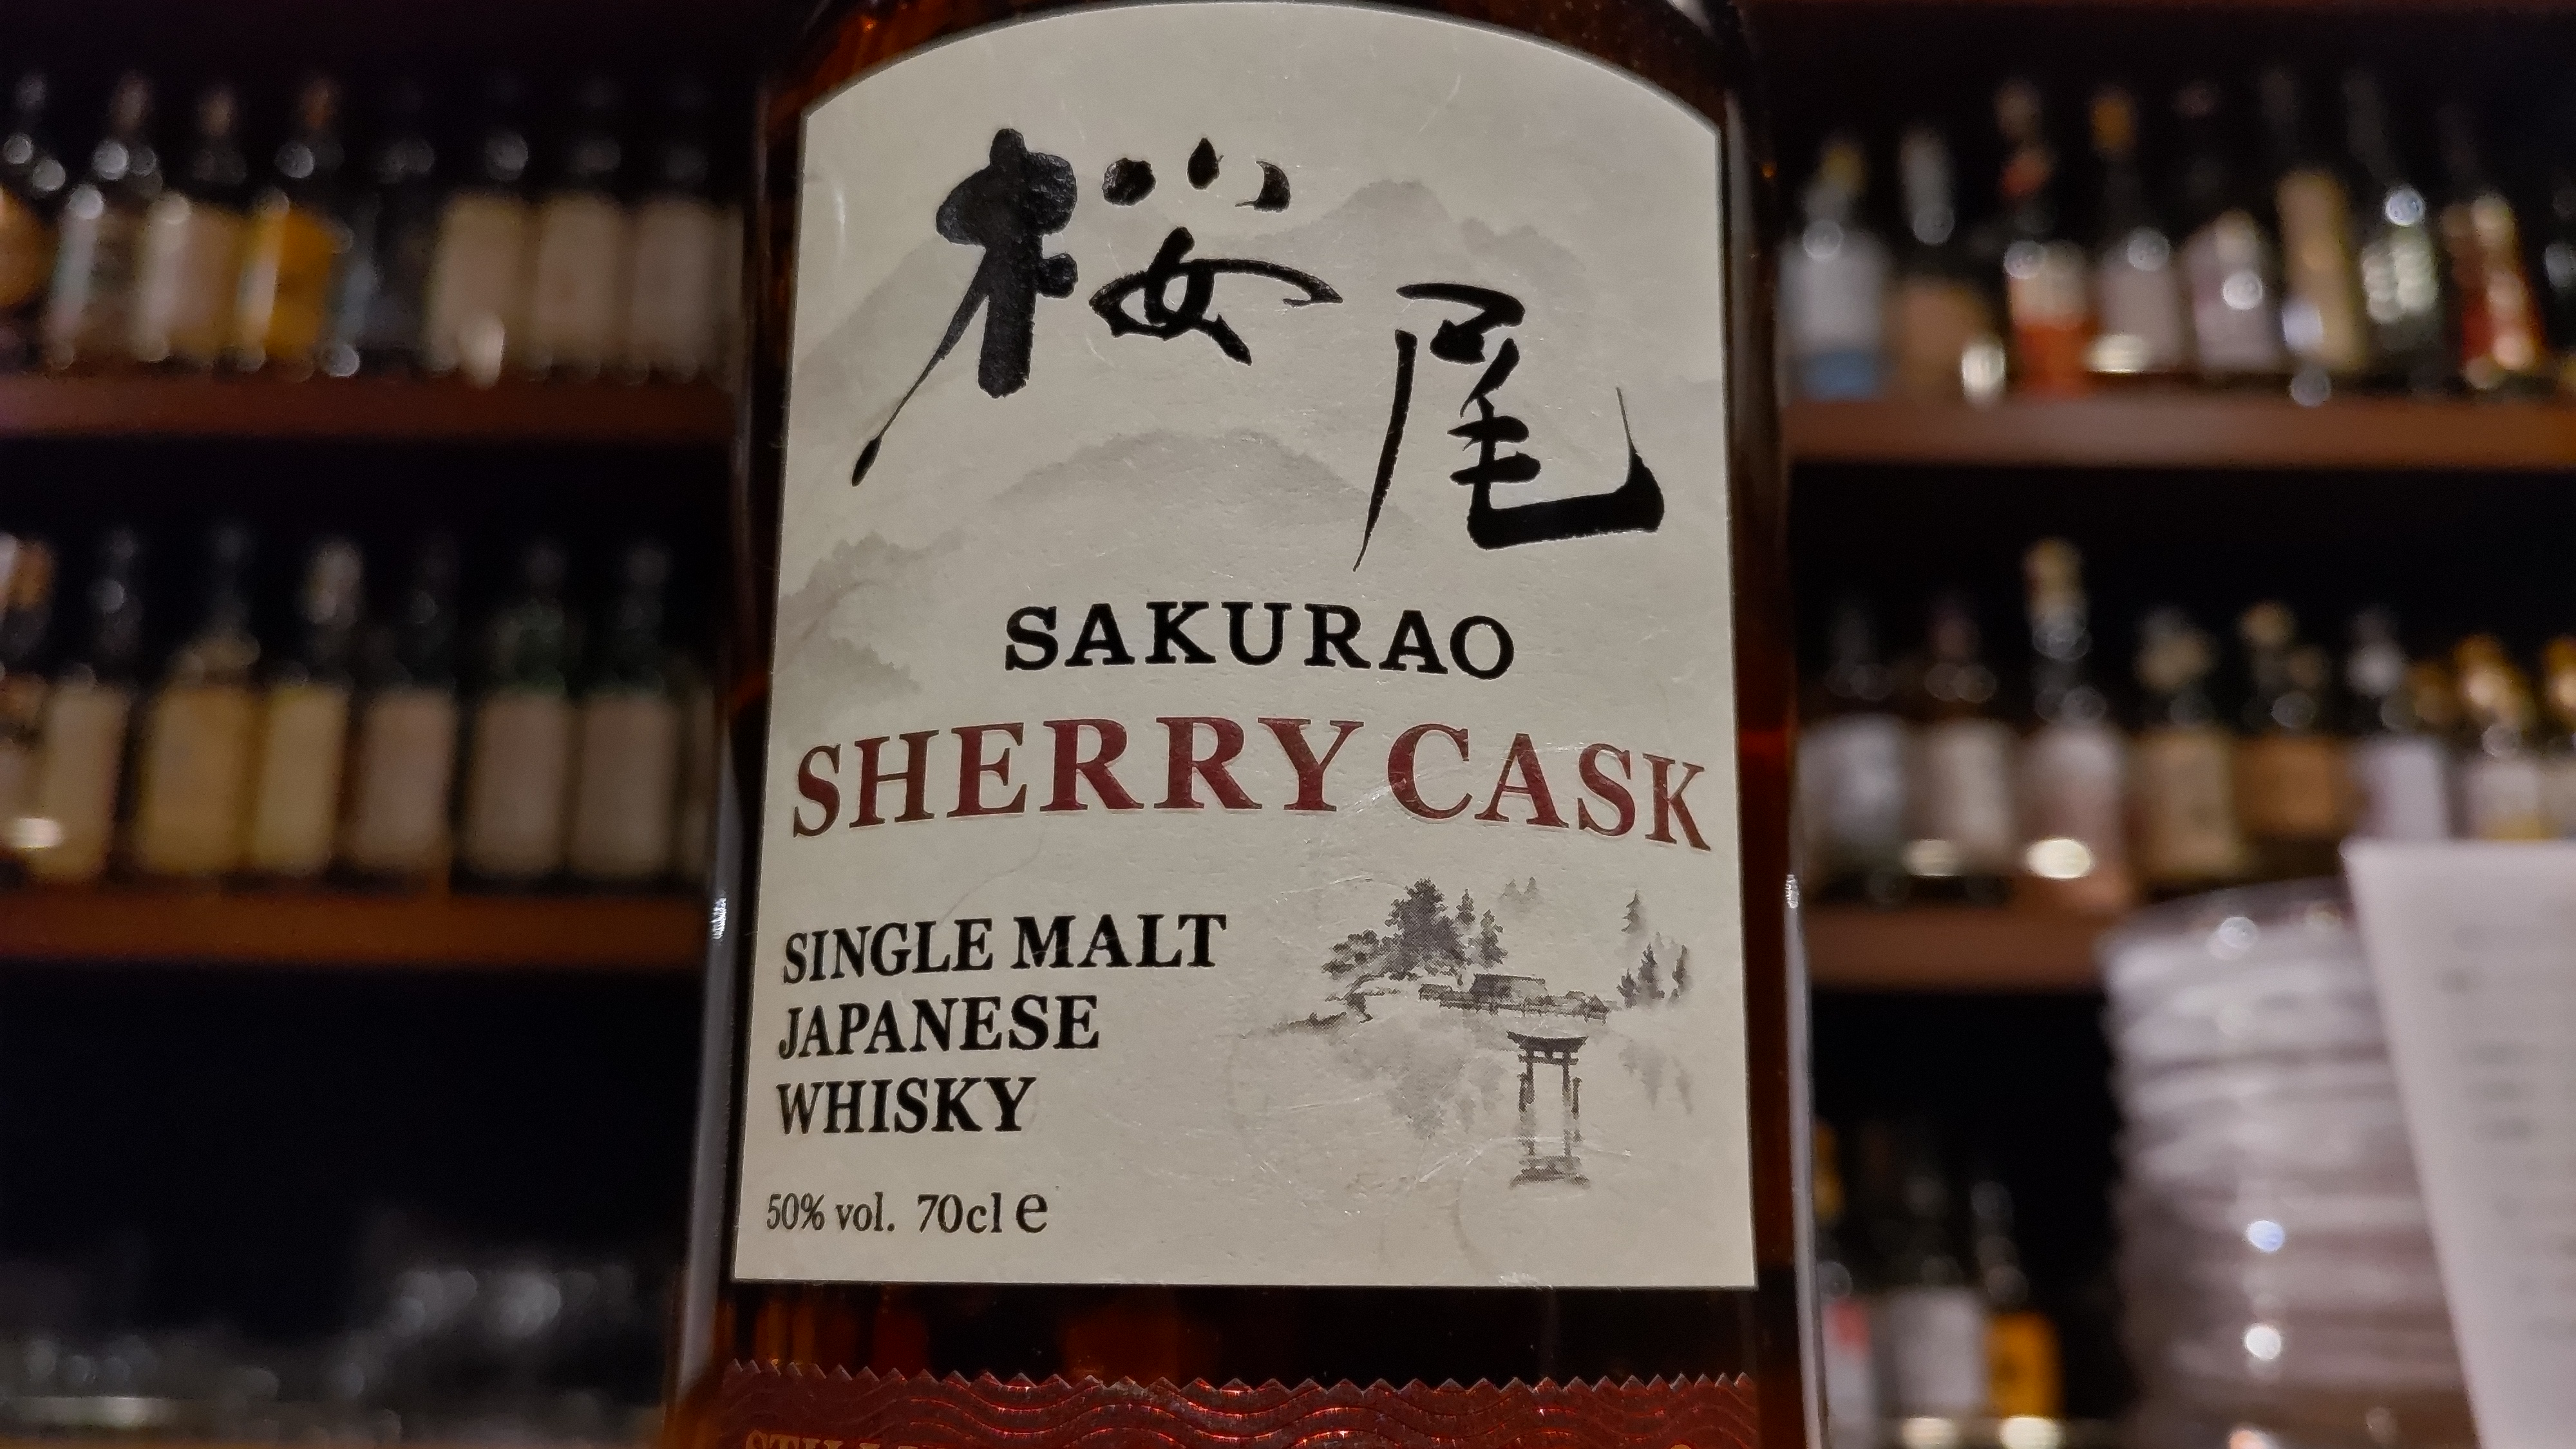 桜尾
SAKURAO
SHERRY CASK
SINGLE MALT
JAPANESE
WHISKY
50% vol. 70cl e